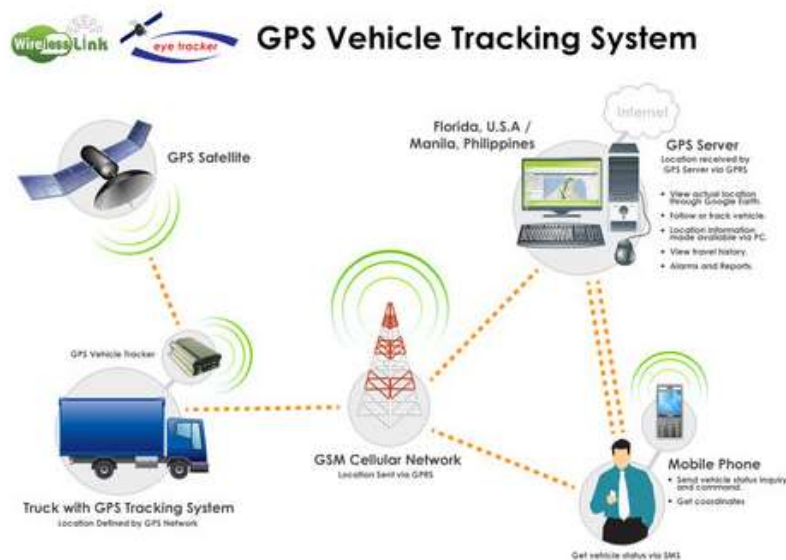 Wireless Link
eye tracker
GPS Vehicle Tracking System
Internet
Florida, U.S.A /
Manila, Philippines
GPS Server
Location received by
GPS Server via GPRS
• View actual location
through Google Earth.
• Follow or track vehicle.
• Location information
made available via PC.
• View travel history.
• Alarms and Reports.
GPS Satellite
GPS Vehicle Tracker
GSM Cellular Network
Location Sent via GPRS
Truck with GPS Tracking System
Location Defined by GPS Network
Mobile Phone
• Send vehicle status inquiry
and command.
• Get coordinates
Get vehicle status via SMS